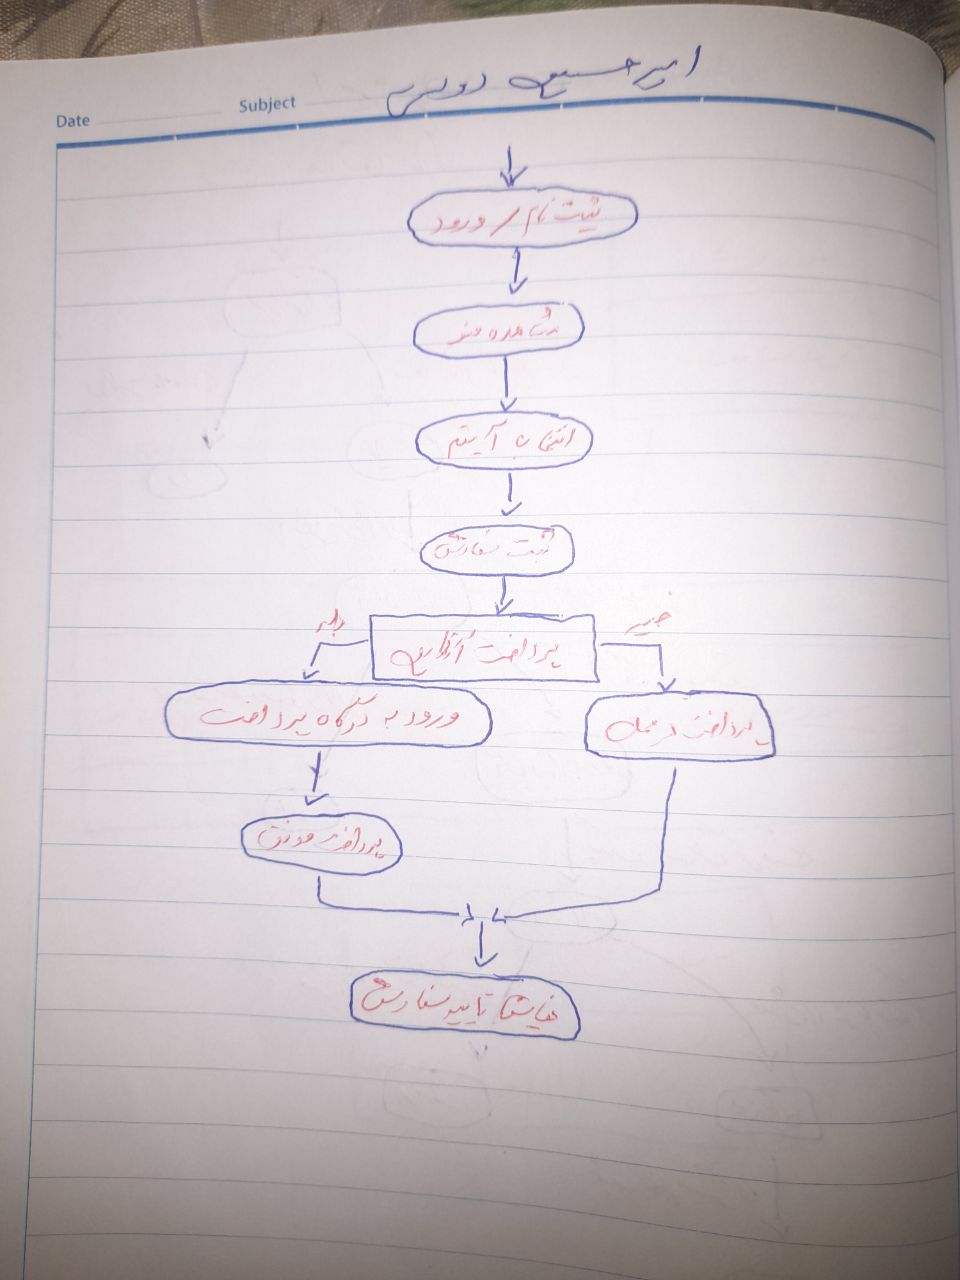 Date
Subject
امیرحسین
ثبت نام / ورود
مشاهده منو
انتخاب آیتم
ثبت سفارش
پرداخت آنلاین
بله
خیر
ورود به درگاه پرداخت
پرداخت در محل
پرداخت موفق
نمایش تایید سفارش